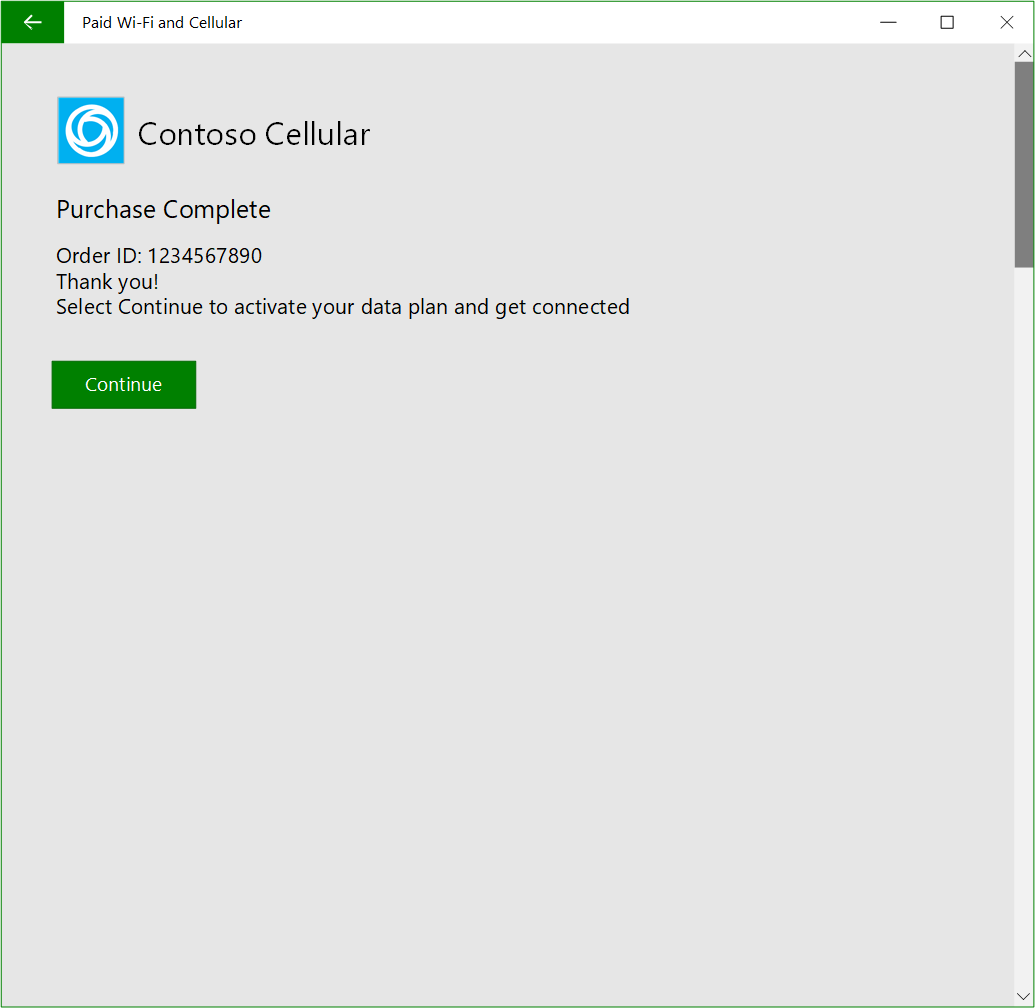 Paid Wi-Fi and Cellular
Contoso Cellular
Purchase Complete
Order ID: 1234567890
Thank you!
Select Continue to activate your data plan and get connected
Continue